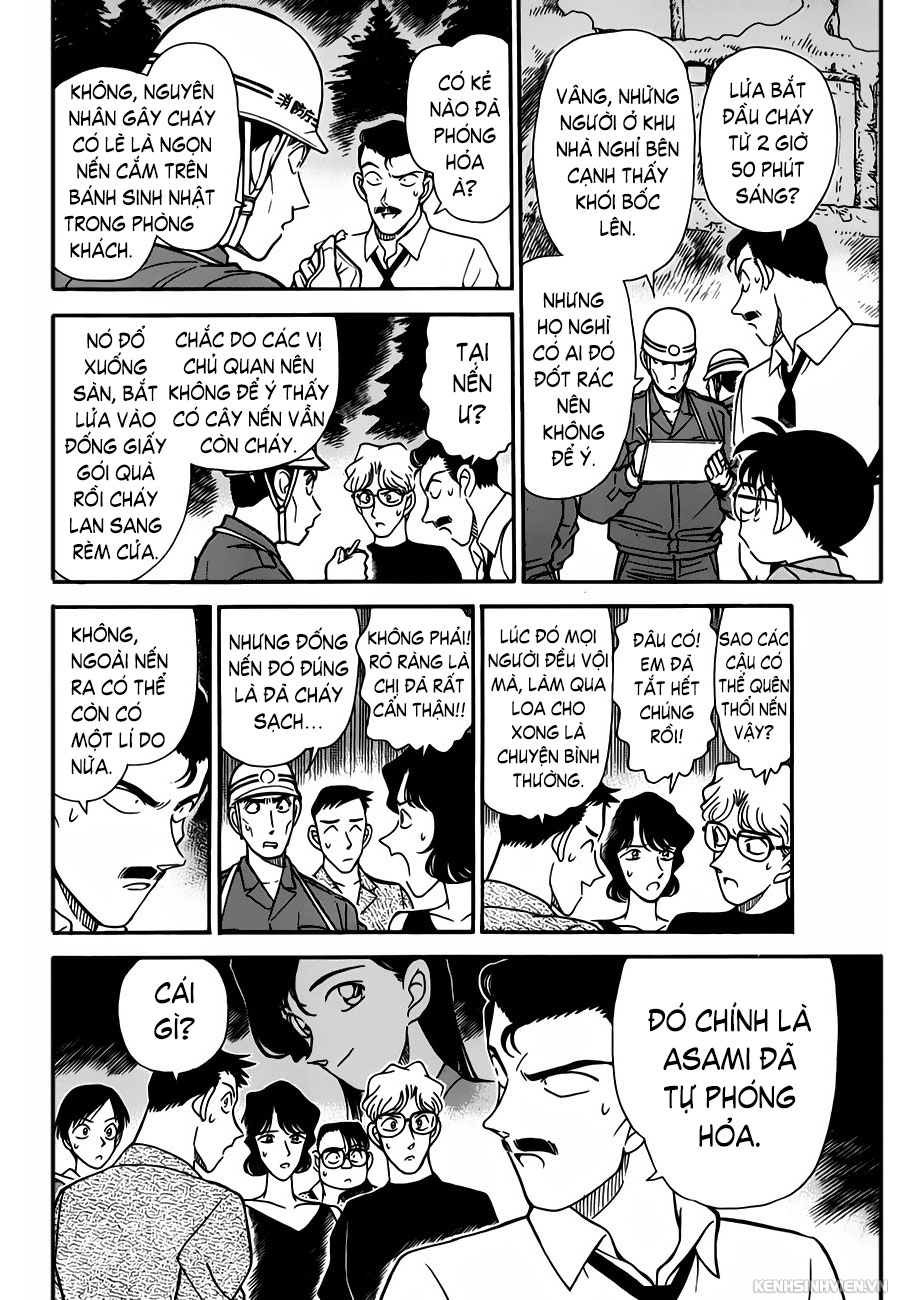 LỬA BẮT
ĐẦU CHÁY
TỪ 2 GIỜ
50 PHÚT
SÁNG?
VÂNG, NHỮNG
NGƯỜI Ở KHU
NHÀ NGHỈ BÊN
CẠNH THẤY
KHÓI BỐC
LÊN.
NHƯNG
HỌ NGHĨ
CÓ AI ĐÓ
ĐỐT RÁC
NÊN
KHÔNG
ĐỂ Ý.
CÓ KẺ
NÀO ĐÃ
PHÓNG
HỎA
À?
KHÔNG, NGUYÊN
NHÂN GÂY CHÁY
CÓ LẼ LÀ NGỌN
NẾN CẮM TRÊN
BÁNH SINH NHẬT
TRONG PHÒNG
KHÁCH.
消防庁
TẠI
NẾN
Ư?
CHẮC DO CÁC VỊ
CHỦ QUAN NÊN
KHÔNG ĐỂ Ý THẤY
CÓ CÂY NẾN VẪN
CÒN CHÁY.
NÓ ĐỔ
XUỐNG
SÀN, BẮT
LỬA VÀO
ĐỐNG GIẤY
GÓI QUÀ
RỒI CHÁY
LAN SANG
RÈM CỬA.
SAO CÁC
CẬU CÓ
THỂ QUÊN
THỔI NẾN
VẬY?
ĐÂU CÓ!
EM ĐÃ
TẮT HẾT
CHÚNG
RỒI!
LÚC ĐÓ MỌI
NGƯỜI ĐỀU VỘI
MÀ, LÀM QUA
LOA CHO
XONG LÀ
CHUYỆN BÌNH
THƯỜNG.
KHÔNG PHẢI!
RÕ RÀNG LÀ
CHỊ ĐÃ RẤT
CẨN THẬN!!
NHƯNG ĐỐNG
NẾN ĐÓ ĐÚNG
LÀ ĐÃ CHÁY
SẠCH...
KHÔNG,
NGOÀI NẾN
RA CÓ THỂ
CÒN CÓ
MỘT LÍ DO
NỮA.
ĐÓ CHÍNH LÀ
ASAMI ĐÃ
TỰ PHÓNG
HỎA.
CÁI
GÌ?
KENHSINHVIEN.VN